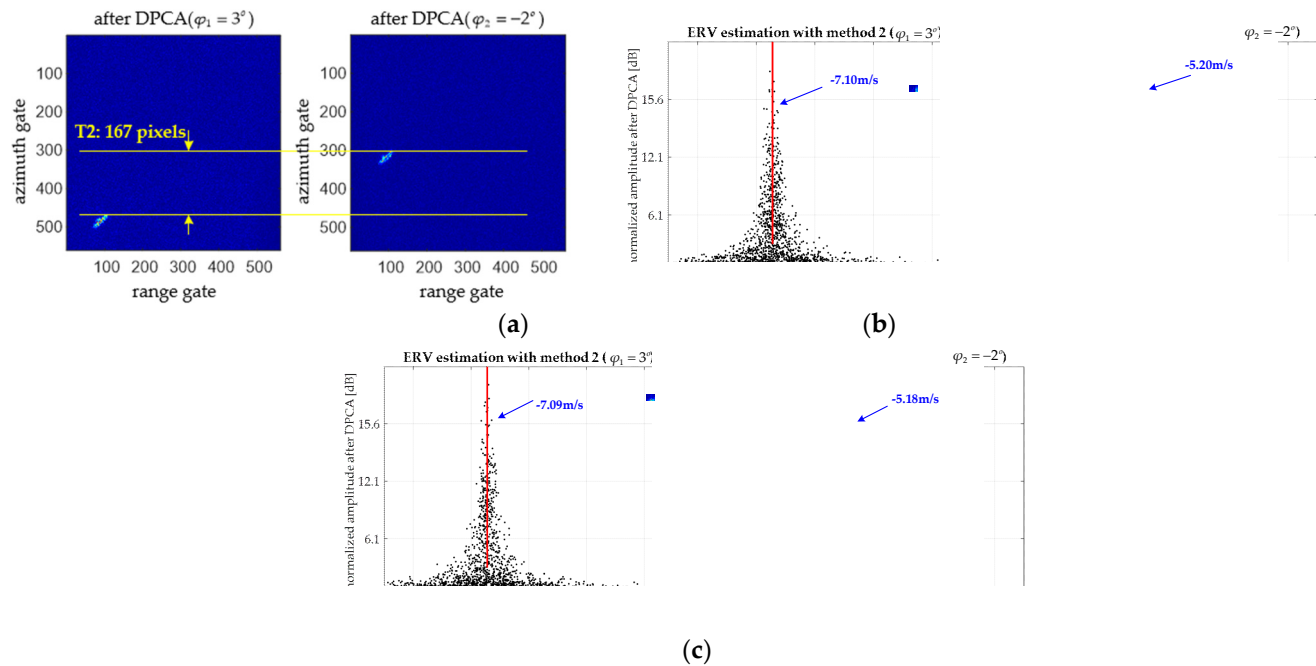 after DPCA(φ₁ = 3°)
after DPCA(φ₂ = −2°)
azimuth gate
100
200
300
400
500
T2: 167 pixels
100 200 300 400 500
range gate
azimuth gate
100
200
300
400
500
100 200 300 400 500
range gate
(a)
ERV estimation with method 2 ( φ₁ = 3°)
normalized amplitude after DPCA [dB]
15.6
12.1
6.1
-7.10m/s
φ₂ = −2°)
-5.20m/s
(b)
ERV estimation with method 2 ( φ₁ = 3°)
normalized amplitude after DPCA [dB]
15.6
12.1
6.1
-7.09m/s
φ₂ = −2°)
-5.18m/s
(c)